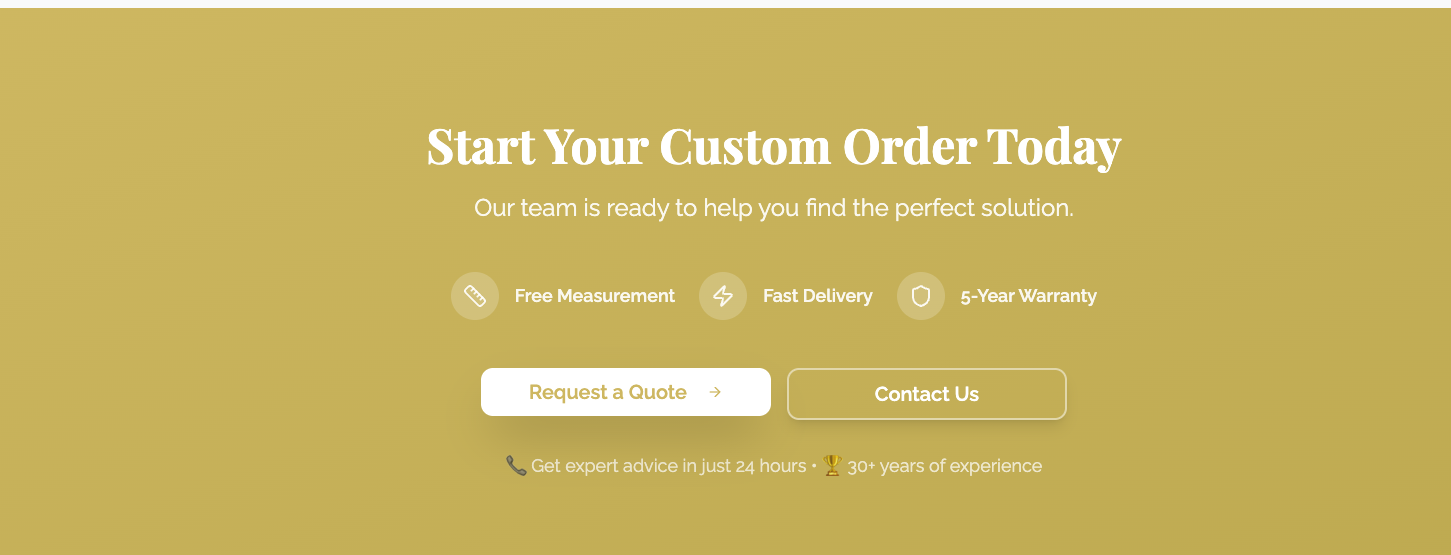 Start Your Custom Order Today
Our team is ready to help you find the perfect solution.
Free Measurement Fast Delivery 5-Year Warranty
Request a Quote → Contact Us
📞 Get expert advice in just 24 hours • 🏆 30+ years of experience